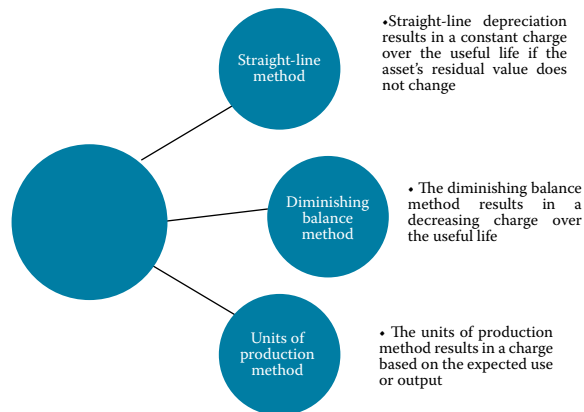 Straight-line
method
•Straight-line depreciation
results in a constant charge
over the useful life if the
asset's residual value does
not change
Diminishing
balance
method
• The diminishing balance
method results in a
decreasing charge over
the useful life
Units of
production
method
• The units of production
method results in a charge
based on the expected use
or output